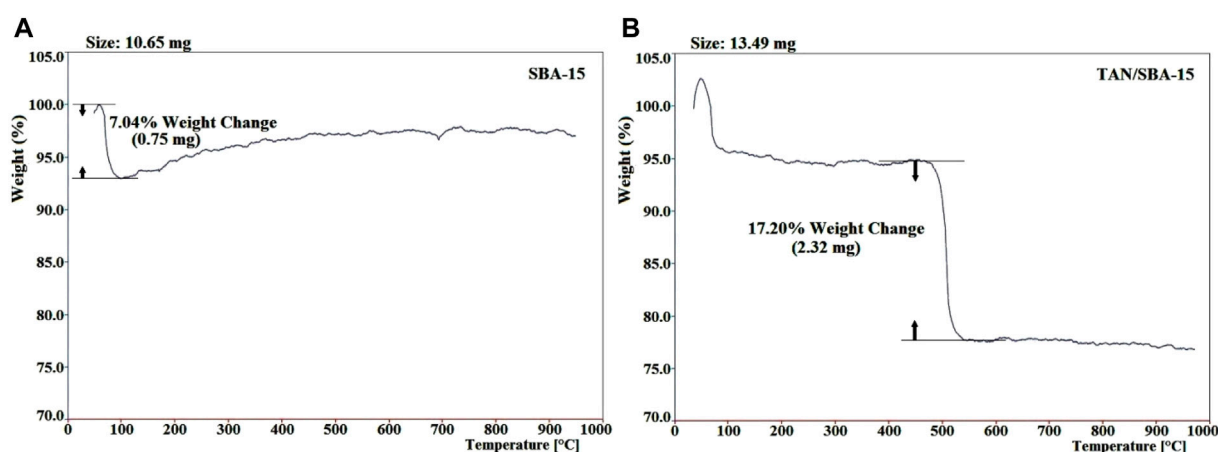 A
Size: 10.65 mg
SBA-15
7.04% Weight Change
(0.75 mg)
Weight (%)
105.0
100.0
95.0
90.0
85.0
80.0
75.0
70.0
0 100 200 300 400 500 600 700 800 900 1000
Temperature [°C]
B
Size: 13.49 mg
TAN/SBA-15
17.20% Weight Change
(2.32 mg)
Weight (%)
105.0
100.0
95.0
90.0
85.0
80.0
75.0
70.0
0 100 200 300 400 500 600 700 800 900 1000
Temperature [°C]